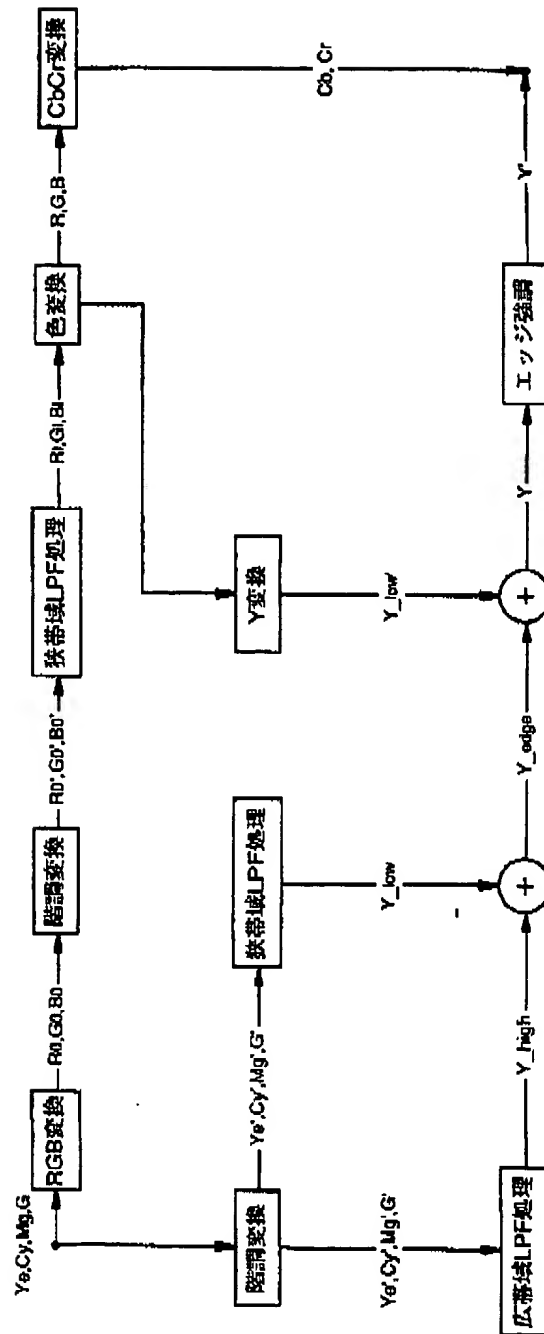 Ye,Cy,Mg,G
RGB変換
R0,G0,B0
階調変換
R0',G0',B0'
狭帯域LPF処理
Rl,Gl,Bl
色変換
R,G,B
CbCr変換
Cb, Cr
階調変換
Ye',Cy',Mg',G'
狭帯域LPF処理
Y_low
Y変換
Y_low'
Ye',Cy',Mg',G'
広帯域LPF処理
Y_high
+
Y_edge
+
Y
エッジ強調
Y'